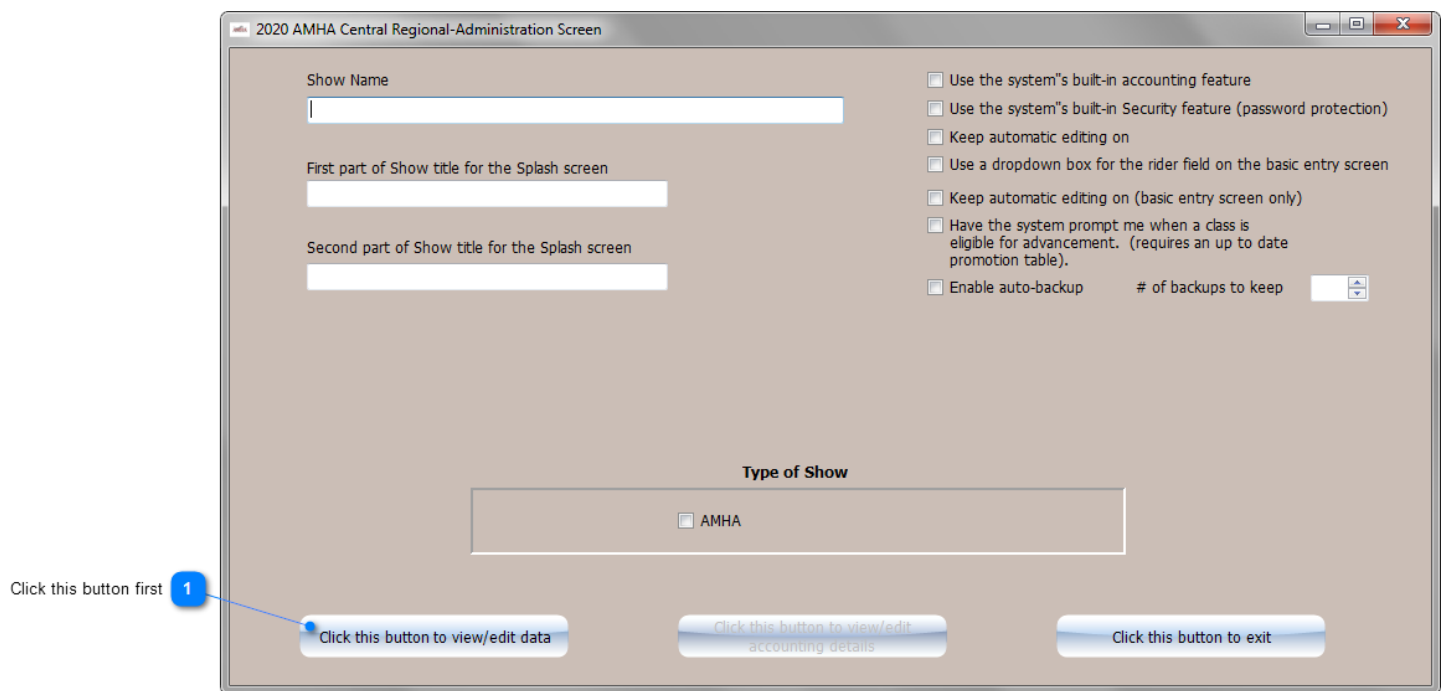 2020 AMHA Central Regional-Administration Screen
Show Name
First part of Show title for the Splash screen
Second part of Show title for the Splash screen
Use the system"s built-in accounting feature
Use the system"s built-in Security feature (password protection)
Keep automatic editing on
Use a dropdown box for the rider field on the basic entry screen
Keep automatic editing on (basic entry screen only)
Have the system prompt me when a class is
eligible for advancement. (requires an up to date
promotion table).
Enable auto-backup # of backups to keep
Type of Show
AMHA
Click this button first 1
Click this button to view/edit data
Click this button to view/edit
accounting details
Click this button to exit